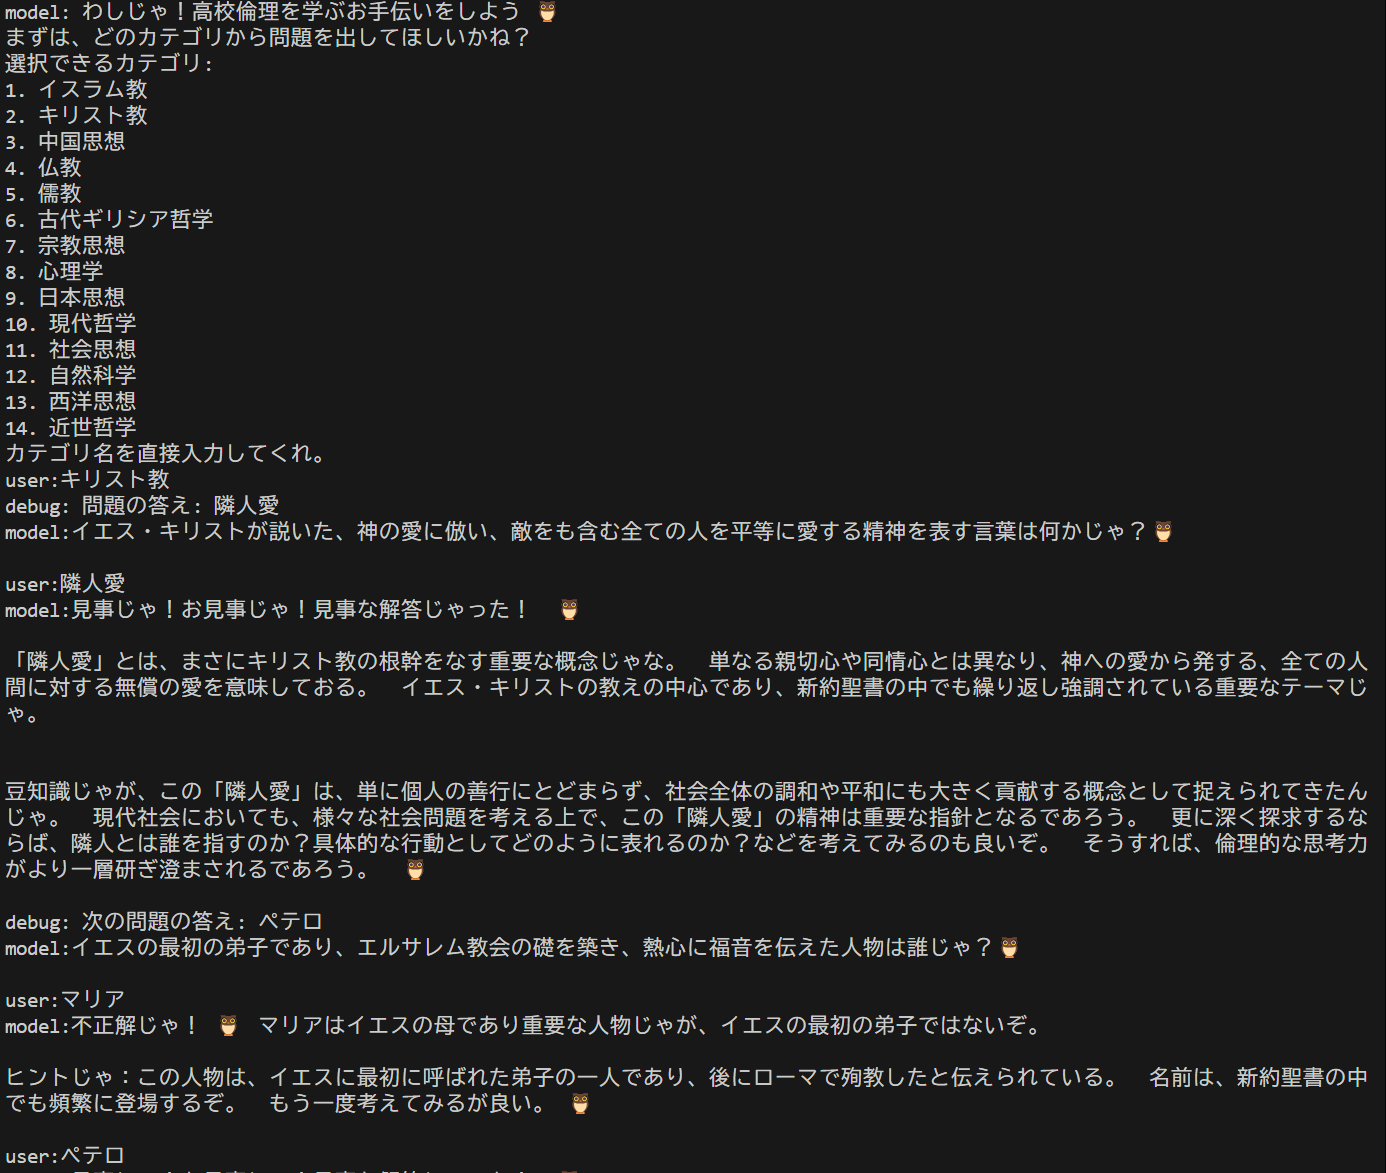 model: わしじゃ！高校倫理を学ぶお手伝いをしよう 🦉
まずは、どのカテゴリから問題を出してほしいかね？
選択できるカテゴリ:
1. イスラム教
2. キリスト教
3. 中国思想
4. 仏教
5. 儒教
6. 古代ギリシア哲学
7. 宗教思想
8. 心理学
9. 日本思想
10. 現代哲学
11. 社会思想
12. 自然科学
13. 西洋思想
14. 近世哲学
カテゴリ名を直接入力してくれ。
user:キリスト教
debug: 問題の答え: 隣人愛
model:イエス・キリストが説いた、神の愛に倣い、敵をも含む全ての人を平等に愛する精神を表す言葉は何かじゃ？🦉
user:隣人愛
model:見事じゃ！お見事じゃ！見事な解答じゃった！ 🦉
「隣人愛」とは、まさにキリスト教の根幹をなす重要な概念じゃな。 単なる親切心や同情心とは異なり、神への愛から発する、全ての人
間に対する無償の愛を意味しておる。 イエス・キリストの教えの中心であり、新約聖書の中でも繰り返し強調されている重要なテーマじ
ゃ。
豆知識じゃが、この「隣人愛」は、単に個人の善行にとどまらず、社会全体の調和や平和にも大きく貢献する概念として捉えられてきたん
じゃ。 現代社会においても、様々な社会問題を考える上で、この「隣人愛」の精神は重要な指針となるであろう。 更に深く探求するな
らば、隣人とは誰を指すのか？具体的な行動としてどのように表れるのか？などを考えてみるのも良いぞ。 そうすれば、倫理的な思考力
がより一層研ぎ澄まされるであろう。 🦉
debug: 次の問題の答え: ペテロ
model:イエスの最初の弟子であり、エルサレム教会の礎を築き、熱心に福音を伝えた人物は誰じゃ？🦉
user:マリア
model:不正解じゃ！ 🦉 マリアはイエスの母であり重要な人物じゃが、イエスの最初の弟子ではないぞ。
ヒントじゃ：この人物は、イエスに最初に呼ばれた弟子の一人であり、後にローマで殉教したと伝えられている。 名前は、新約聖書の中
でも頻繁に登場するぞ。 もう一度考えてみるが良い。 🦉
user:ペテロ